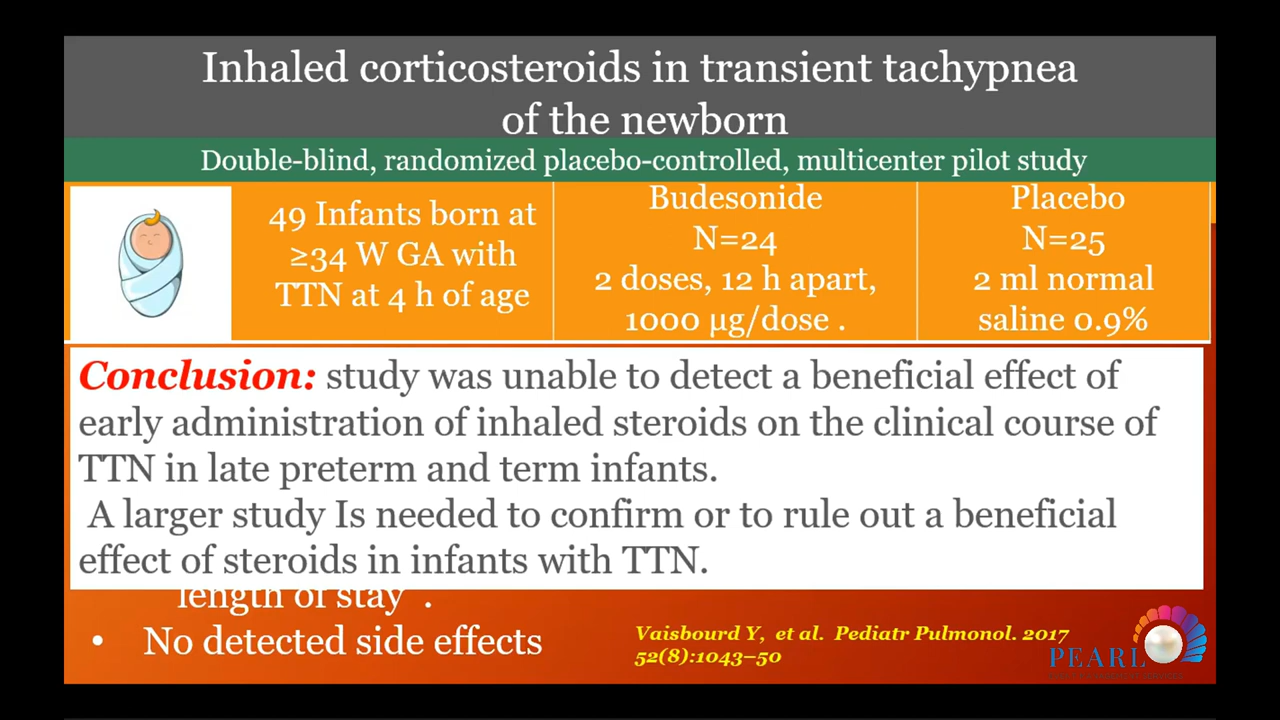 Inhaled corticosteroids in transient tachypnea
of the newborn
Double-blind, randomized placebo-controlled, multicenter pilot study
49 Infants born at
≥34 W GA with
TTN at 4 h of age
Budesonide
N=24
2 doses, 12 h apart,
1000 µg/dose .
Placebo
N=25
2 ml normal
saline 0.9%
Conclusion: study was unable to detect a beneficial effect of
early administration of inhaled steroids on the clinical course of
TTN in late preterm and term infants.
A larger study Is needed to confirm or to rule out a beneficial
effect of steroids in infants with TTN.
length of stay .
• No detected side effects
Vaisbourd Y, et al. Pediatr Pulmonol. 2017
52(8):1043–50
PEARL